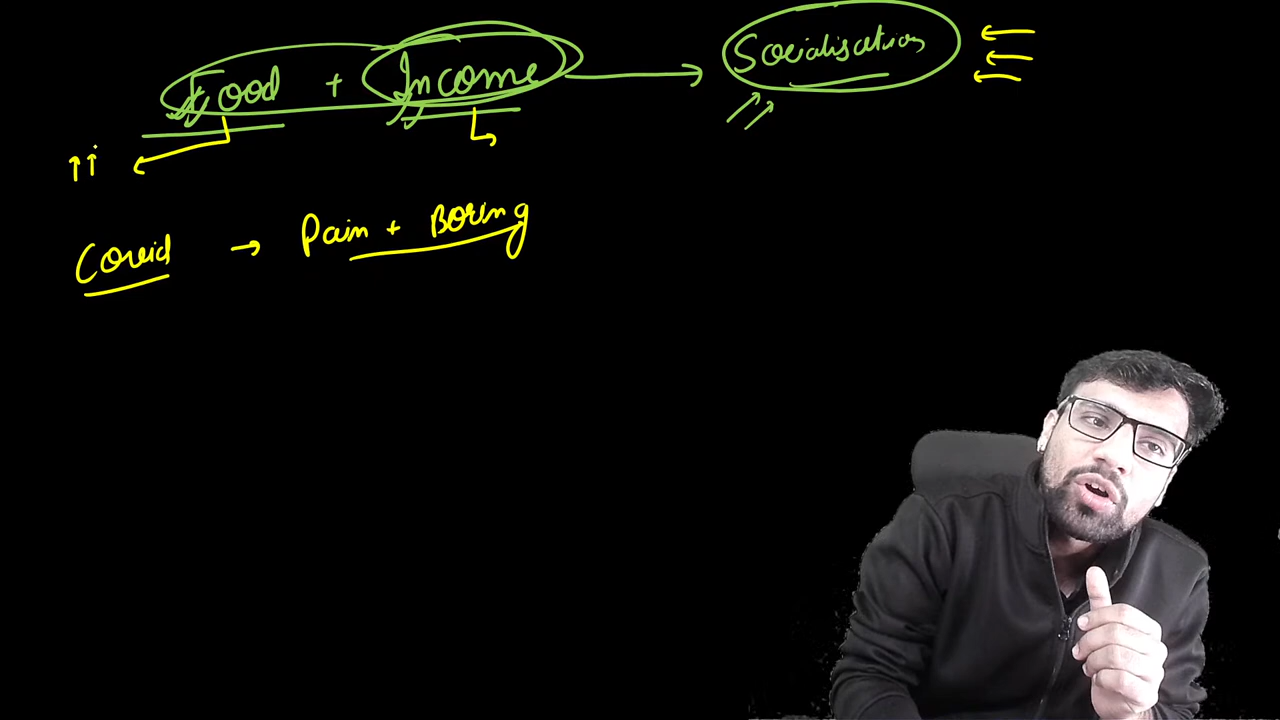 Food + Income → Socialisation
↑↑
Covid → Pain + Boring